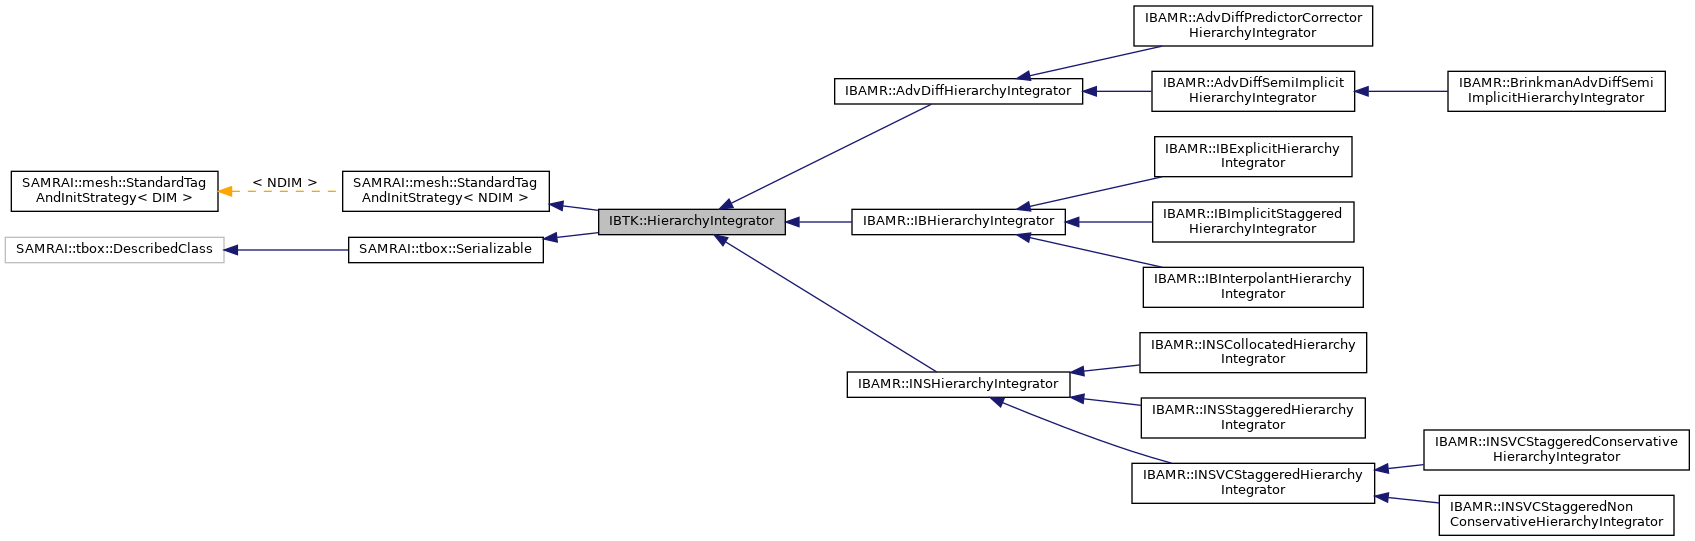 IBAMR::AdvDiffPredictorCorrector
HierarchyIntegrator
IBAMR::AdvDiffHierarchyIntegrator
IBAMR::AdvDiffSemiImplicit
HierarchyIntegrator
IBAMR::BrinkmanAdvDiffSemi
ImplicitHierarchyIntegrator
IBAMR::IBExplicitHierarchy
Integrator
SAMRAI::mesh::StandardTag
AndInitStrategy< DIM >
< NDIM >
SAMRAI::mesh::StandardTag
AndInitStrategy< NDIM >
IBTK::HierarchyIntegrator
IBAMR::IBHierarchyIntegrator
IBAMR::IBImplicitStaggered
HierarchyIntegrator
SAMRAI::tbox::DescribedClass
SAMRAI::tbox::Serializable
IBAMR::IBInterpolantHierarchy
Integrator
IBAMR::INSCollocatedHierarchy
Integrator
IBAMR::INSHierarchyIntegrator
IBAMR::INSStaggeredHierarchy
Integrator
IBAMR::INSVCStaggeredHierarchy
Integrator
IBAMR::INSVCStaggeredConservative
HierarchyIntegrator
IBAMR::INSVCStaggeredNon
ConservativeHierarchyIntegrator